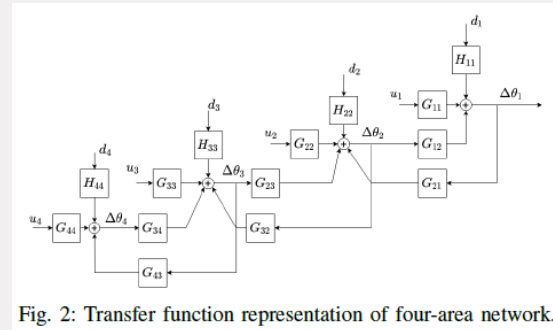 d₁
H₁₁
u₁ G₁₁ Δθ₁
d₂
H₂₂
u₂ G₂₂ Δθ₂ G₁₂
d₃
H₃₃
G₂₁
u₃ G₃₃ Δθ₃ G₂₃
d₄
H₄₄
u₄ G₄₄ Δθ₄ G₃₄ G₃₂
G₄₃
Fig. 2: Transfer function representation of four-area network.